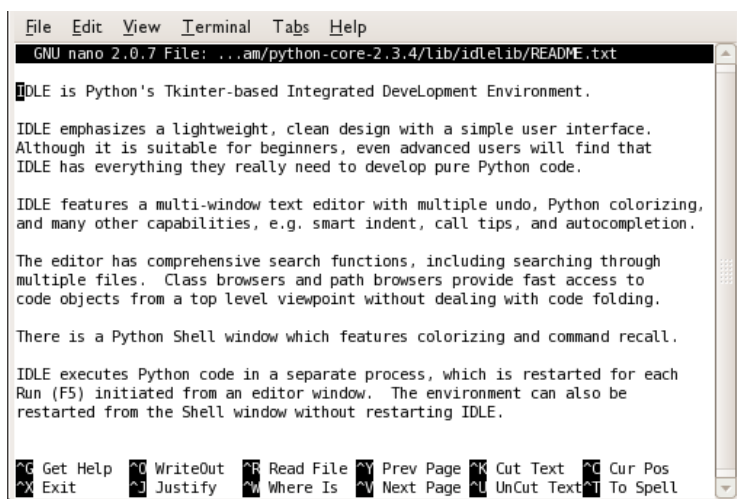 File Edit View Terminal Tabs Help
GNU nano 2.0.7 File: ...am/python-core-2.3.4/lib/idlelib/README.txt
IDLE is Python's Tkinter-based Integrated DeveLopment Environment.
IDLE emphasizes a lightweight, clean design with a simple user interface.
Although it is suitable for beginners, even advanced users will find that
IDLE has everything they really need to develop pure Python code.
IDLE features a multi-window text editor with multiple undo, Python colorizing,
and many other capabilities, e.g. smart indent, call tips, and autocompletion.
The editor has comprehensive search functions, including searching through
multiple files.  Class browsers and path browsers provide fast access to
code objects from a top level viewpoint without dealing with code folding.
There is a Python Shell window which features colorizing and command recall.
IDLE executes Python code in a separate process, which is restarted for each
Run (F5) initiated from an editor window.  The environment can also be
restarted from the Shell window without restarting IDLE.
^G Get Help ^O WriteOut ^R Read File ^Y Prev Page ^K Cut Text ^C Cur Pos
^X Exit ^J Justify ^W Where Is ^V Next Page ^U UnCut Text ^T To Spell